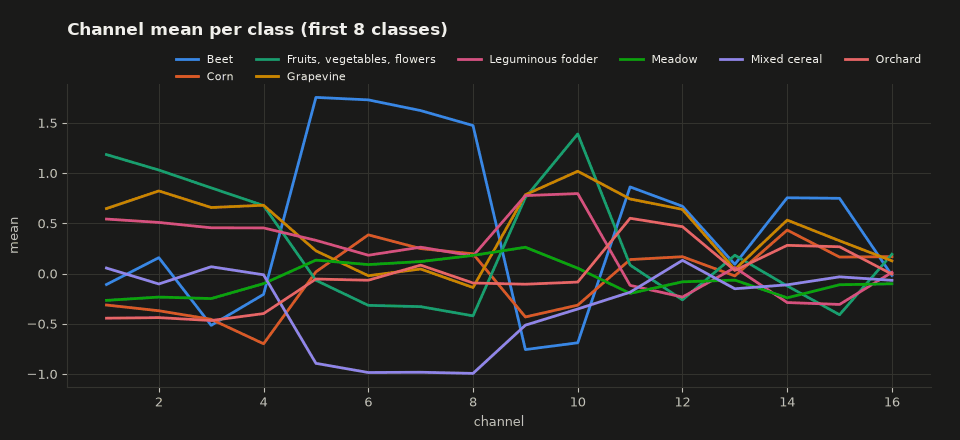 Channel mean per class (first 8 classes)
Beet Fruits, vegetables, flowers Leguminous fodder Meadow Mixed cereal Orchard
Corn Grapevine
1.5
1.0
0.5
0.0
−0.5
−1.0
mean
2 4 6 8 10 12 14 16
channel